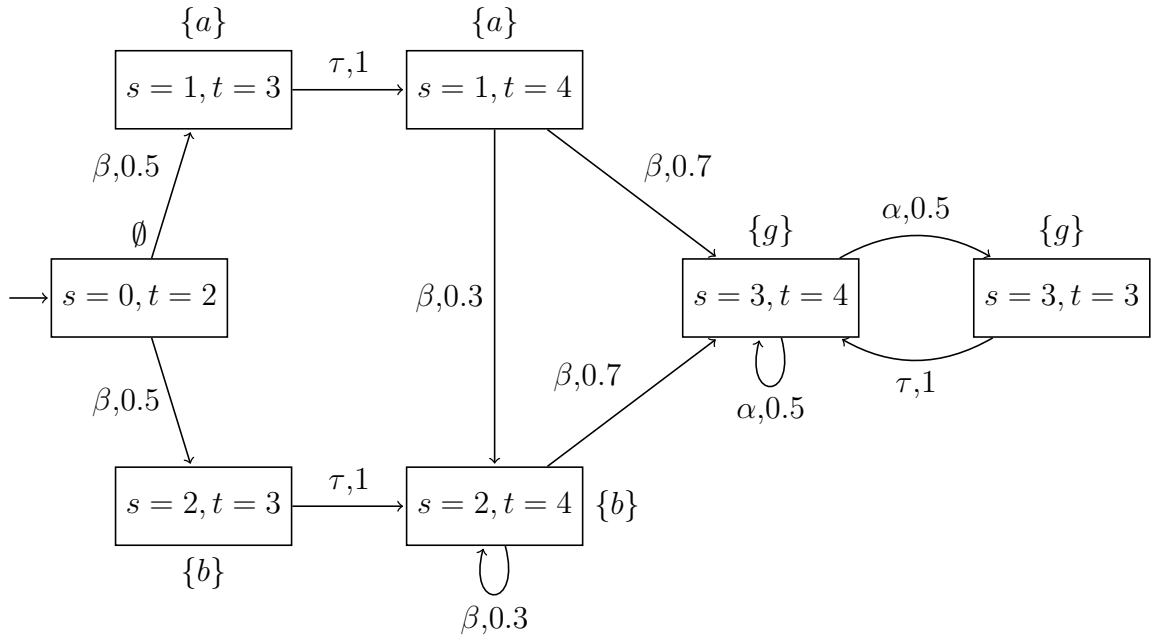 {a}
{a}
τ,1
s = 1, t = 3
s = 1, t = 4
β,0.5
β,0.7
α,0.5
∅
{g}
{g}
s = 0, t = 2
β,0.3
s = 3, t = 4
s = 3, t = 3
β,0.5
β,0.7
τ,1
α,0.5
τ,1
s = 2, t = 3
s = 2, t = 4
{b}
{b}
β,0.3